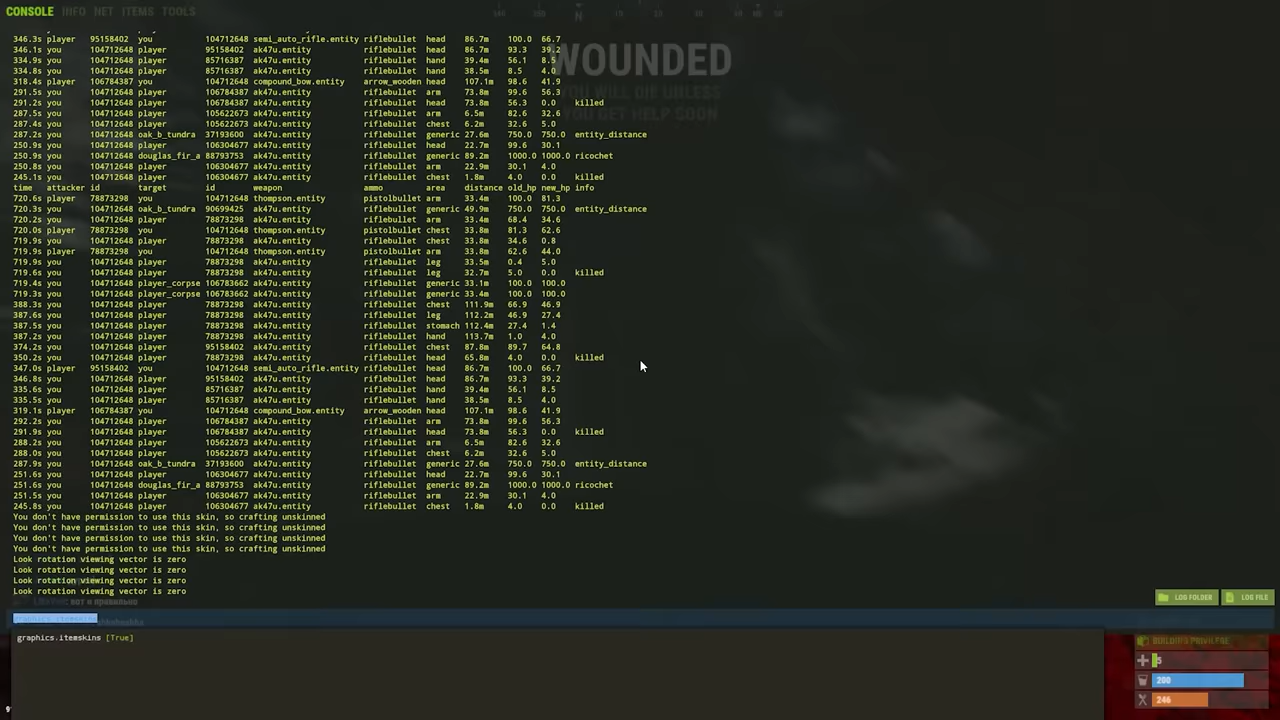 CONSOLE INFO NET ITEMS TOOLS
N
WOUNDED
YOU WILL DIE UNLESS
YOU GET HELP SOON
346.3s player 95158402 you 104712648 semi_auto_rifle.entity riflebullet head 86.7m 100.0 66.7
346.1s you 104712648 player 95158402 ak47u.entity riflebullet head 86.7m 93.3 39.2
334.9s you 104712648 player 85716387 ak47u.entity riflebullet head 39.4m 56.1 8.5
334.8s you 104712648 player 85716387 ak47u.entity riflebullet hand 38.5m 8.5 4.0
318.4s player 106784387 you 104712648 compound_bow.entity arrow_wooden head 107.1m 98.6 41.9
291.5s you 104712648 player 106784387 ak47u.entity riflebullet arm 73.8m 99.6 56.3
291.2s you 104712648 player 106784387 ak47u.entity riflebullet head 73.8m 56.3 0.0 killed
287.5s you 104712648 player 105622673 ak47u.entity riflebullet arm 6.5m 82.6 32.6
287.4s you 104712648 player 105622673 ak47u.entity riflebullet chest 6.2m 32.6 5.0
287.2s you 104712648 oak_b_tundra 37193600 ak47u.entity riflebullet generic 27.6m 750.0 750.0 entity_distance
250.9s you 104712648 player 106304677 ak47u.entity riflebullet head 22.7m 99.6 30.1
250.9s you 104712648 douglas_fir_a 88793753 ak47u.entity riflebullet generic 89.2m 1000.0 1000.0 ricochet
250.8s you 104712648 player 106304677 ak47u.entity riflebullet arm 22.9m 30.1 4.0
245.1s you 104712648 player 106304677 ak47u.entity riflebullet chest 1.8m 4.0 0.0 killed
time attacker id target id weapon ammo area distance old_hp new_hp info
720.6s player 78873298 you 104712648 thompson.entity pistolbullet arm 33.4m 100.0 81.3
720.3s you 104712648 oak_b_tundra 90699425 ak47u.entity riflebullet generic 49.9m 750.0 750.0 entity_distance
720.2s you 104712648 player 78873298 ak47u.entity riflebullet arm 33.4m 68.4 34.6
720.0s player 78873298 you 104712648 thompson.entity pistolbullet chest 33.8m 81.3 62.6
719.9s you 104712648 player 78873298 ak47u.entity riflebullet chest 33.8m 34.6 0.8
719.9s player 78873298 you 104712648 thompson.entity pistolbullet arm 33.8m 62.6 44.0
719.9s you 104712648 player 78873298 ak47u.entity riflebullet leg 33.5m 0.4 5.0
719.6s you 104712648 player 78873298 ak47u.entity riflebullet leg 32.7m 5.0 0.0 killed
719.4s you 104712648 player_corpse 106783662 ak47u.entity riflebullet generic 33.1m 100.0 100.0
719.3s you 104712648 player_corpse 106783662 ak47u.entity riflebullet generic 33.4m 100.0 100.0
388.3s you 104712648 player 78873298 ak47u.entity riflebullet chest 111.9m 66.9 46.9
387.6s you 104712648 player 78873298 ak47u.entity riflebullet leg 112.2m 46.9 27.4
387.5s you 104712648 player 78873298 ak47u.entity riflebullet stomach 112.4m 27.4 1.4
387.2s you 104712648 player 78873298 ak47u.entity riflebullet hand 113.7m 1.0 4.0
374.2s you 104712648 player 95158402 ak47u.entity riflebullet chest 87.8m 89.7 64.8
350.2s you 104712648 player 78873298 ak47u.entity riflebullet head 65.8m 4.0 0.0 killed
347.0s player 95158402 you 104712648 semi_auto_rifle.entity riflebullet head 86.7m 100.0 66.7
346.8s you 104712648 player 95158402 ak47u.entity riflebullet head 86.7m 93.3 39.2
335.6s you 104712648 player 85716387 ak47u.entity riflebullet hand 39.4m 56.1 8.5
335.5s you 104712648 player 85716387 ak47u.entity riflebullet hand 38.5m 8.5 4.0
319.1s player 106784387 you 104712648 compound_bow.entity arrow_wooden head 107.1m 98.6 41.9
292.2s you 104712648 player 106784387 ak47u.entity riflebullet arm 73.8m 99.6 56.3
291.9s you 104712648 player 106784387 ak47u.entity riflebullet head 73.8m 56.3 0.0 killed
288.2s you 104712648 player 105622673 ak47u.entity riflebullet arm 6.5m 82.6 32.6
288.0s you 104712648 player 105622673 ak47u.entity riflebullet chest 6.2m 32.6 5.0
287.9s you 104712648 oak_b_tundra 37193600 ak47u.entity riflebullet generic 27.6m 750.0 750.0 entity_distance
251.6s you 104712648 player 106304677 ak47u.entity riflebullet head 22.7m 99.6 30.1
251.6s you 104712648 douglas_fir_a 88793753 ak47u.entity riflebullet generic 89.2m 1000.0 1000.0 ricochet
251.5s you 104712648 player 106304677 ak47u.entity riflebullet arm 22.9m 30.1 4.0
245.8s you 104712648 player 106304677 ak47u.entity riflebullet chest 1.8m 4.0 0.0 killed
You don't have permission to use this skin, so crafting unskinned
You don't have permission to use this skin, so crafting unskinned
You don't have permission to use this skin, so crafting unskinned
You don't have permission to use this skin, so crafting unskinned
Look rotation viewing vector is zero
Look rotation viewing vector is zero
Look rotation viewing vector is zero
Look rotation viewing vector is zero
LOG FOLDER LOG FILE
вот и правильно
graphics.itemskins
graphics.itemskins [True]
BUILDING PRIVILEGE
5
200
246